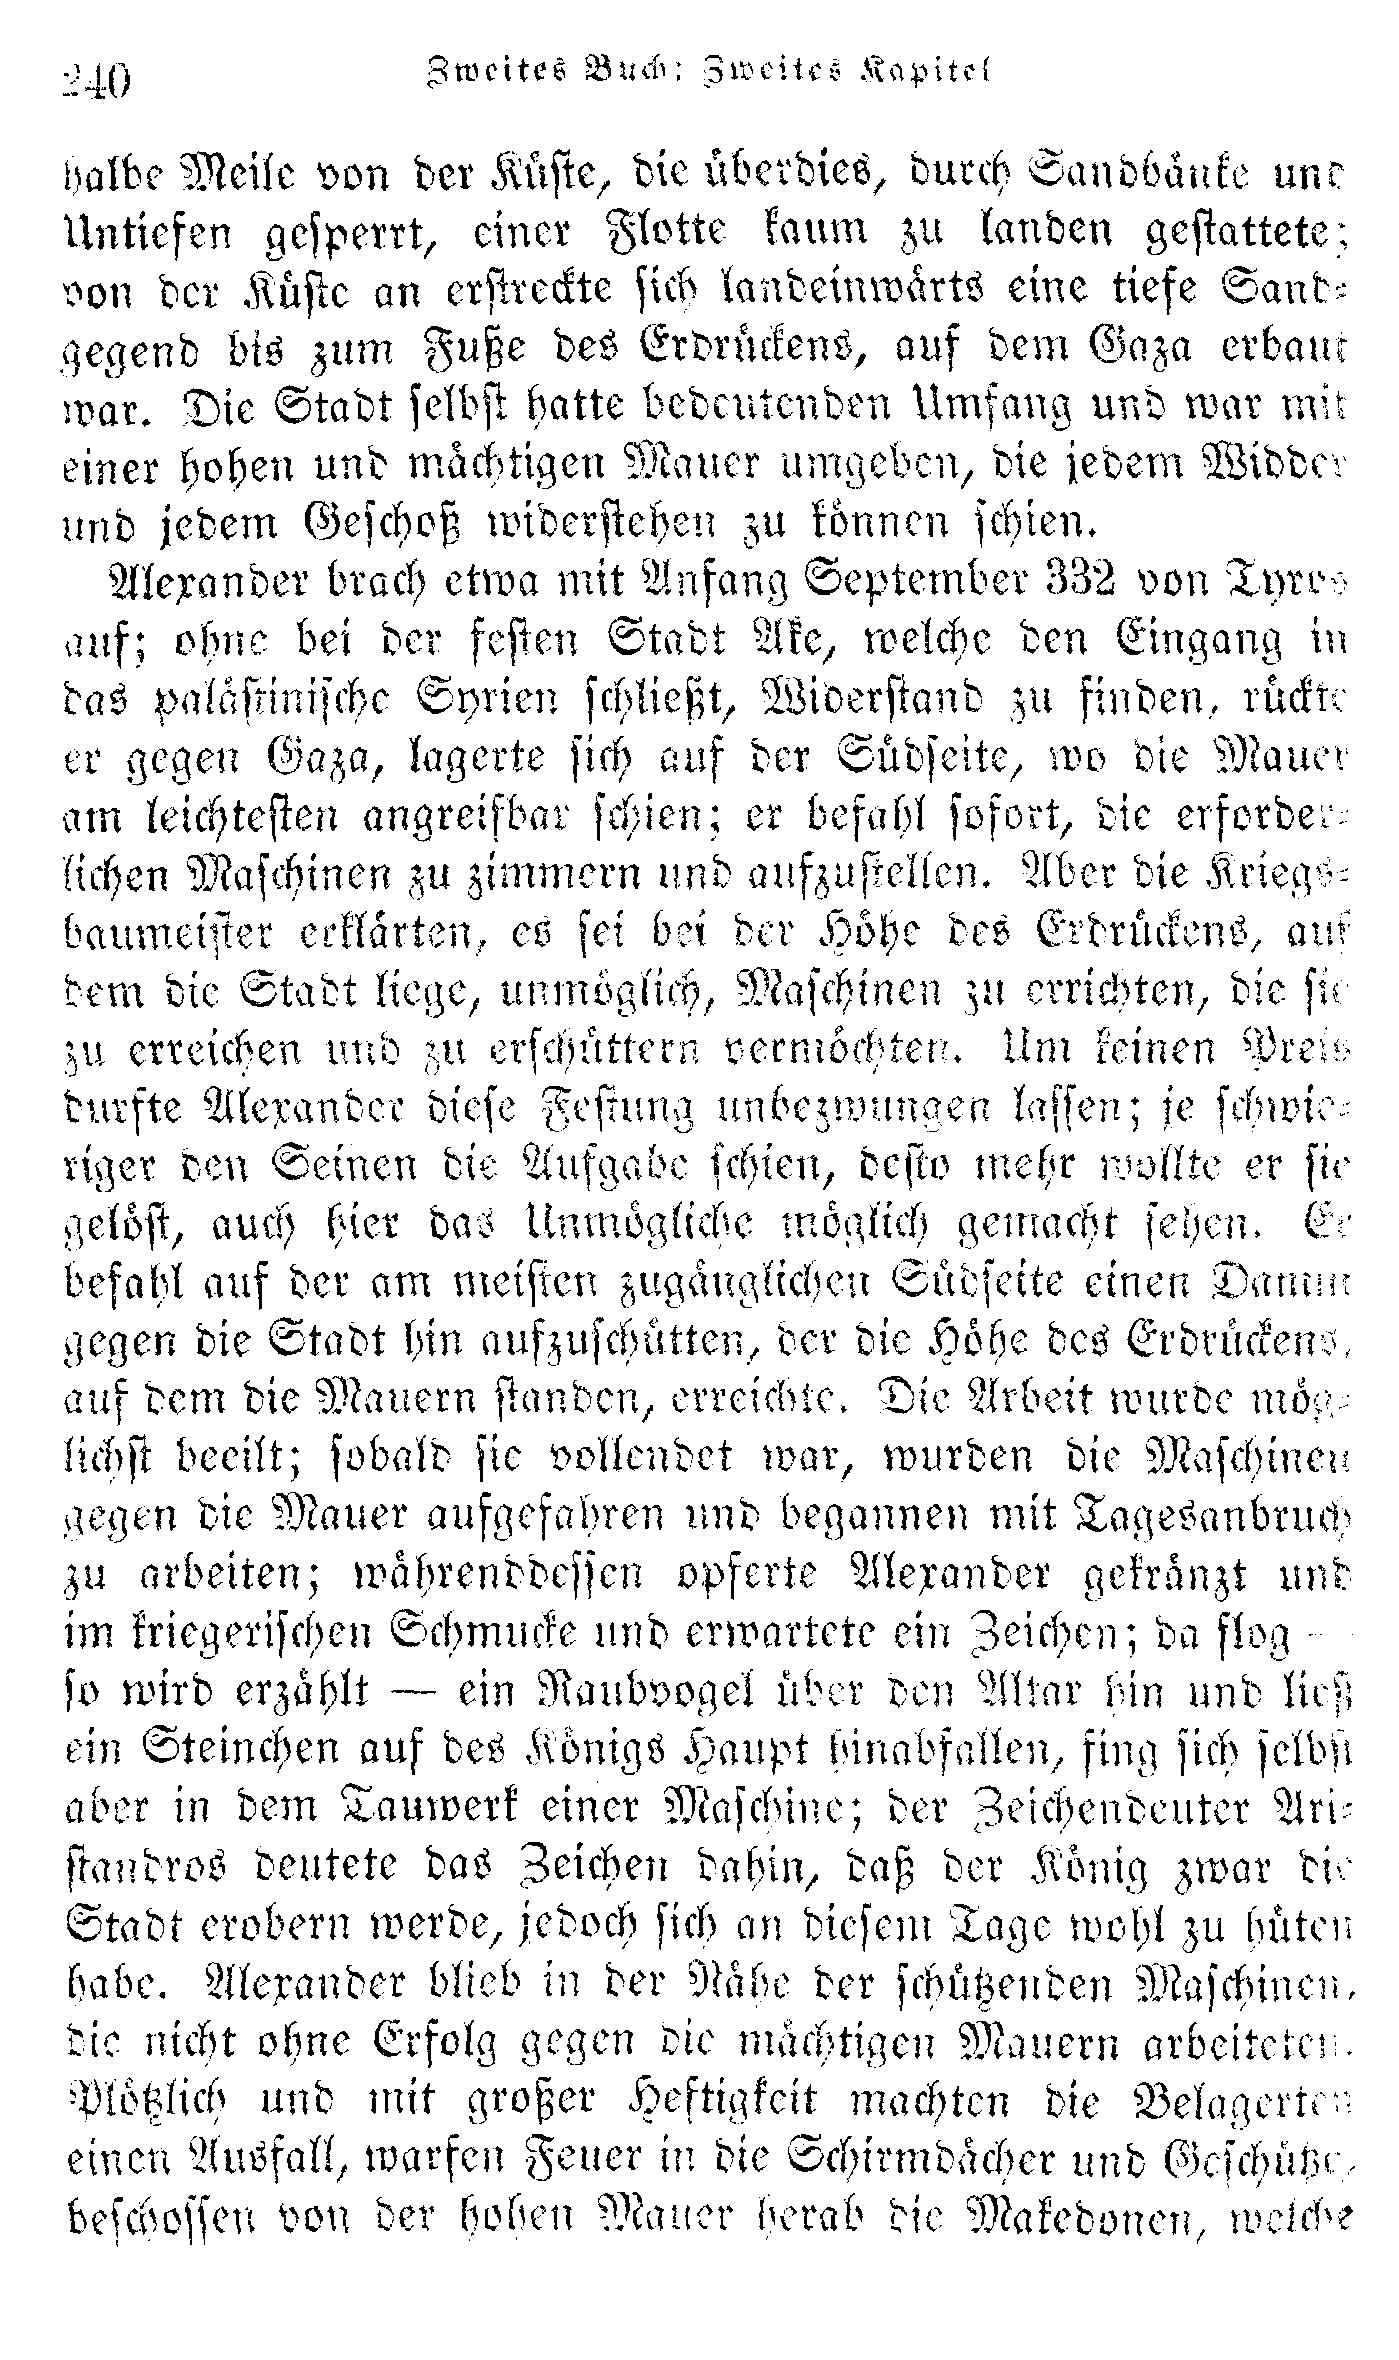 240
Zweites Buch: Zweites Kapitel
halbe Meile von der Küste, die überdies, durch Sandbänke und
Untiefen gesperrt, einer Flotte kaum zu landen gestattete;
von der Küste an erstreckte sich landeinwärts eine tiefe Sand-
gegend bis zum Fuße des Erdrückens, auf dem Gaza erbaut
war. Die Stadt selbst hatte bedeutenden Umfang und war mit
einer hohen und mächtigen Mauer umgeben, die jedem Widder
und jedem Geschoß widerstehen zu können schien.
Alexander brach etwa mit Anfang September 332 von Tyros
auf; ohne bei der festen Stadt Ake, welche den Eingang in
das palästinische Syrien schließt, Widerstand zu finden, rückte
er gegen Gaza, lagerte sich auf der Südseite, wo die Mauer
am leichtesten angreifbar schien; er befahl sofort, die erforder-
lichen Maschinen zu zimmern und aufzustellen. Aber die Kriegs-
baumeister erklärten, es sei bei der Höhe des Erdrückens, auf
dem die Stadt liege, unmöglich, Maschinen zu errichten, die sie
zu erreichen und zu erschüttern vermöchten. Um keinen Preis
durfte Alexander diese Festung unbezwungen lassen; je schwie-
riger den Seinen die Aufgabe schien, desto mehr wollte er sie
gelöst, auch hier das Unmögliche möglich gemacht sehen. Er
befahl auf der am meisten zugänglichen Südseite einen Damm
gegen die Stadt hin aufzuschütten, der die Höhe des Erdrückens,
auf dem die Mauern standen, erreichte. Die Arbeit wurde mög-
lichst beeilt; sobald sie vollendet war, wurden die Maschinen
gegen die Mauer aufgefahren und begannen mit Tagesanbruch
zu arbeiten; währenddessen opferte Alexander gekränzt und
im kriegerischen Schmucke und erwartete ein Zeichen; da flog —
so wird erzählt — ein Raubvogel über den Altar hin und ließ
ein Steinchen auf des Königs Haupt hinabfallen, fing sich selbst
aber in dem Tauwerk einer Maschine; der Zeichendeuter Ari-
standros deutete das Zeichen dahin, daß der König zwar die
Stadt erobern werde, jedoch sich an diesem Tage wohl zu hüten
habe. Alexander blieb in der Nähe der schützenden Maschinen,
die nicht ohne Erfolg gegen die mächtigen Mauern arbeiteten.
Plötzlich und mit großer Heftigkeit machten die Belagerten
einen Ausfall, warfen Feuer in die Schirmdächer und Geschütze,
beschossen von der hohen Mauer herab die Makedonen, welche